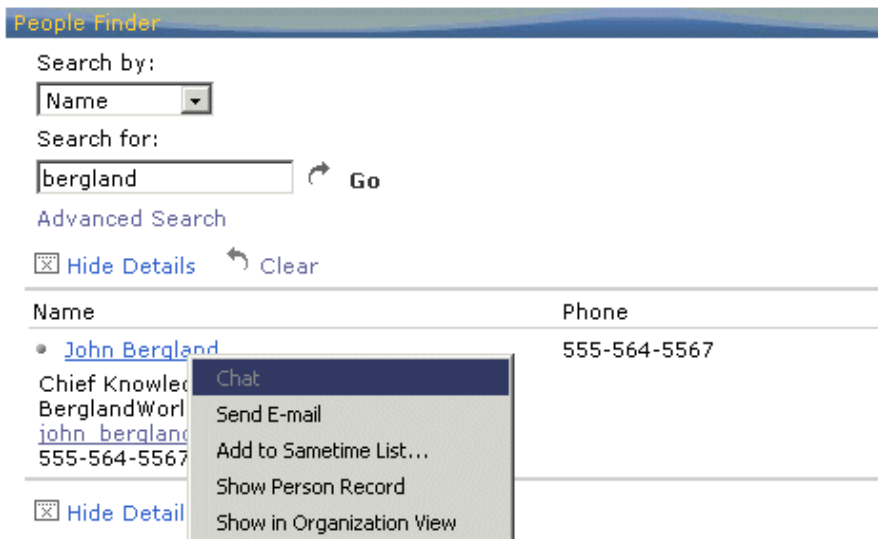 People Finder
Search by:
Name
Search for:
bergland
Go
Advanced Search
Hide Details Clear
Name Phone
John Bergland 555-564-5567
Chief
BerglandWorl
john_bergland
555-564-5567
Chat
Send E-mail
Add to Sametime List...
Show Person Record
Show in Organization View
Hide Detail